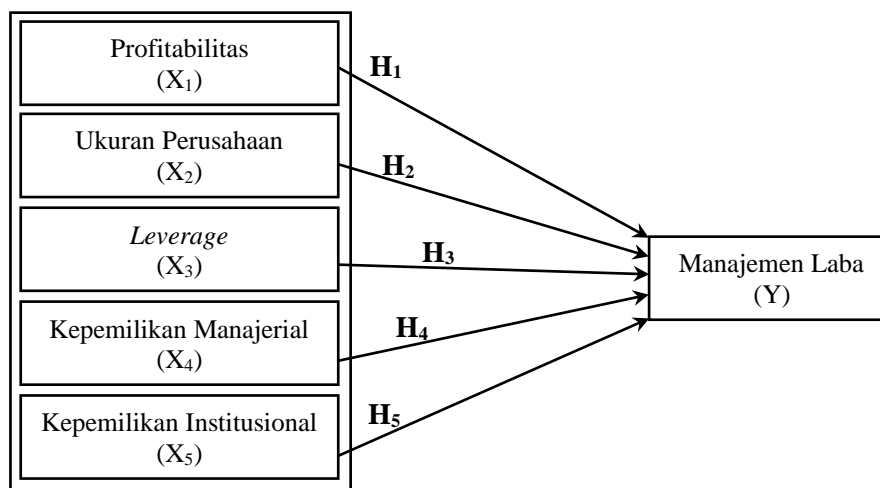 Profitabilitas
(X₁)
H₁
Ukuran Perusahaan
(X₂)
H₂
Leverage
(X₃)
H₃
Kepemilikan Manajerial
(X₄)
H₄
Kepemilikan Institusional
(X₅)
H₅
Manajemen Laba
(Y)